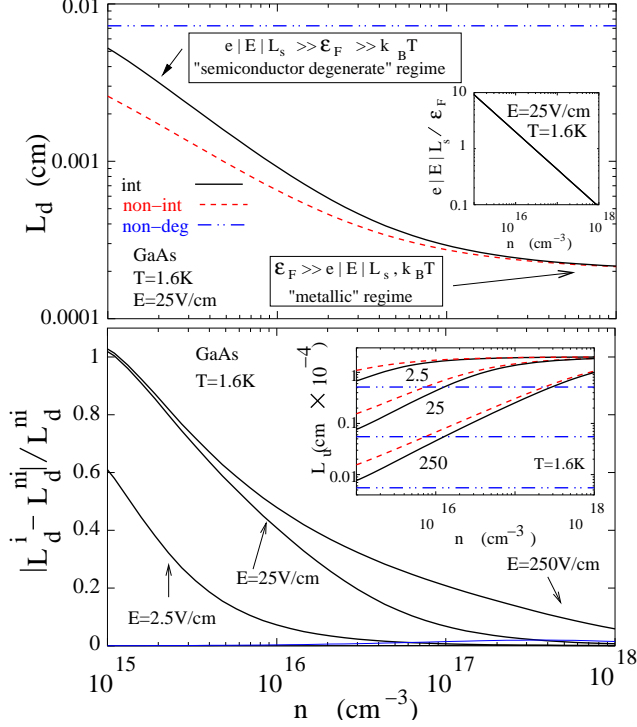 0.01
0.001
0.0001
L_d (cm)
e | E | L_s >> ε_F >> k_B T
"semiconductor degenerate" regime
int
non−int
non−deg
GaAs
T=1.6K
E=25V/cm
ε_F >> e | E | L_s , k_B T
"metallic" regime
e | E | L_s / ε_F
10
1
0.1
E=25V/cm
T=1.6K
10^16
10^18
n (cm^−3)
1
0.8
0.6
0.4
0.2
0
|L_d^i − L_d^ni| / L_d^ni
GaAs
T=1.6K
E=2.5V/cm
E=25V/cm
E=250V/cm
L_d (cm × 10^−4)
1
0.1
0.01
2.5
25
250
T=1.6K
10^16
10^18
n (cm^−3)
10^15
10^16
10^17
10^18
n (cm^−3)